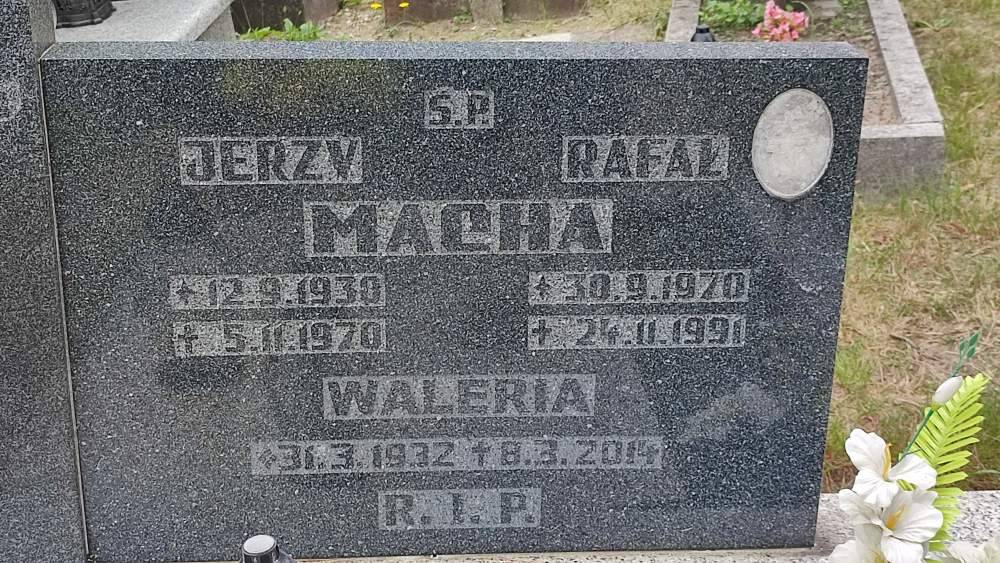 Ś.P.
JERZY RAFAŁ
MACHA
* 12.9.1930 * 30.9.1970
† 5.11.1970 † 24.11.1991
WALERIA
* 31.3.1932 † 8.3.2014
R. I. P.